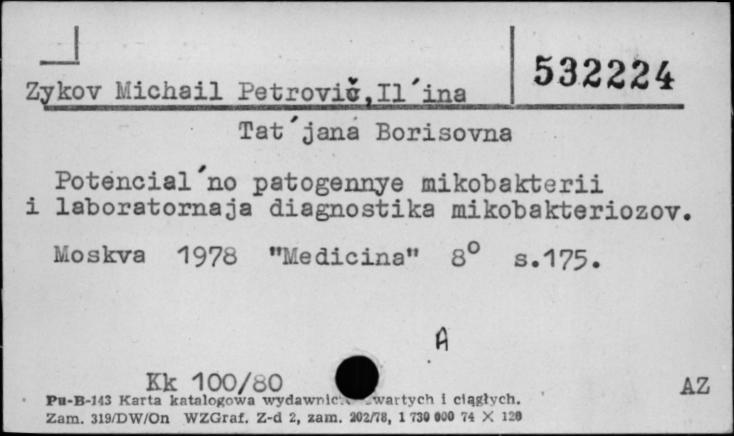 532224
Zykov Michail Petrovič, Il´ina
Tat´jana Borisovna
Potencial´no patogennye mikobakterii
i laboratornaja diagnostika mikobakteriozov.
Moskva 1978 "Medicina" 8° s.175.
A
Kk 100/80
AZ
Pu-B-143 Karta katalogowa wydawnic wartych i ciągłych.
Zam. 319/DW/On WZGraf. Z-d 2, zam. 202/78, 1 730 000 74 X 120